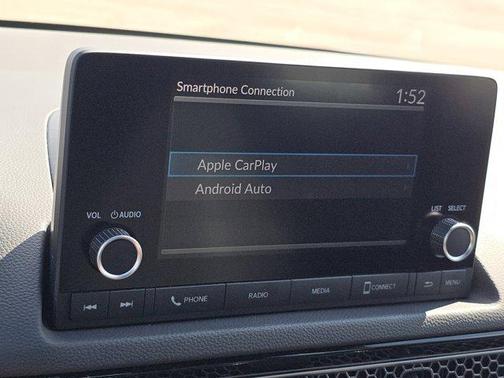 Smartphone Connection
1:52
Apple CarPlay
Android Auto
VOL AUDIO
LIST SELECT
PHONE
RADIO
MEDIA
CONNECT
MENU